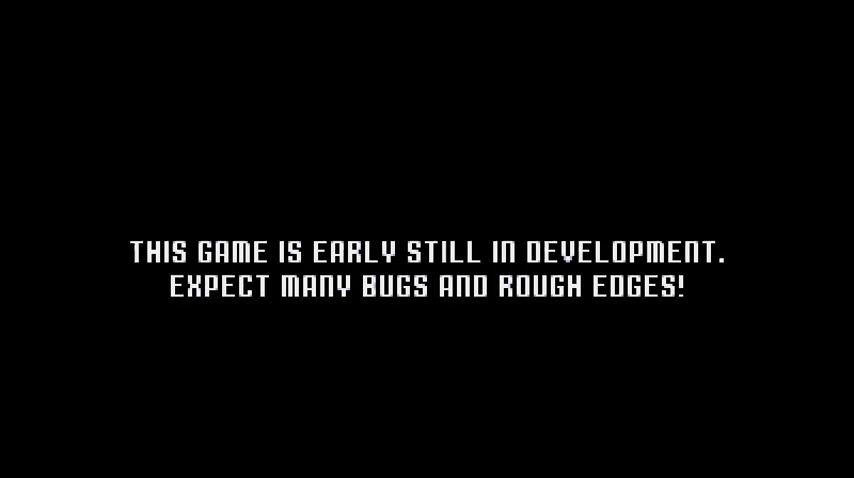 THIS GAME IS EARLY STILL IN DEVELOPMENT.
EXPECT MANY BUGS AND ROUGH EDGES!